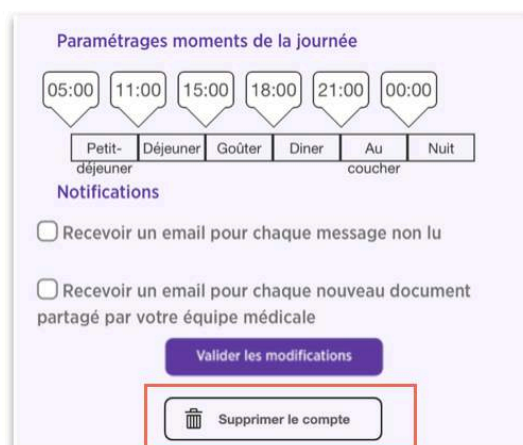 Paramétrages moments de la journée
05:00 11:00 15:00 18:00 21:00 00:00
Petit- Déjeuner Goûter Diner Au Nuit
déjeuner coucher
Notifications
Recevoir un email pour chaque message non lu
Recevoir un email pour chaque nouveau document
partagé par votre équipe médicale
Valider les modifications
Supprimer le compte